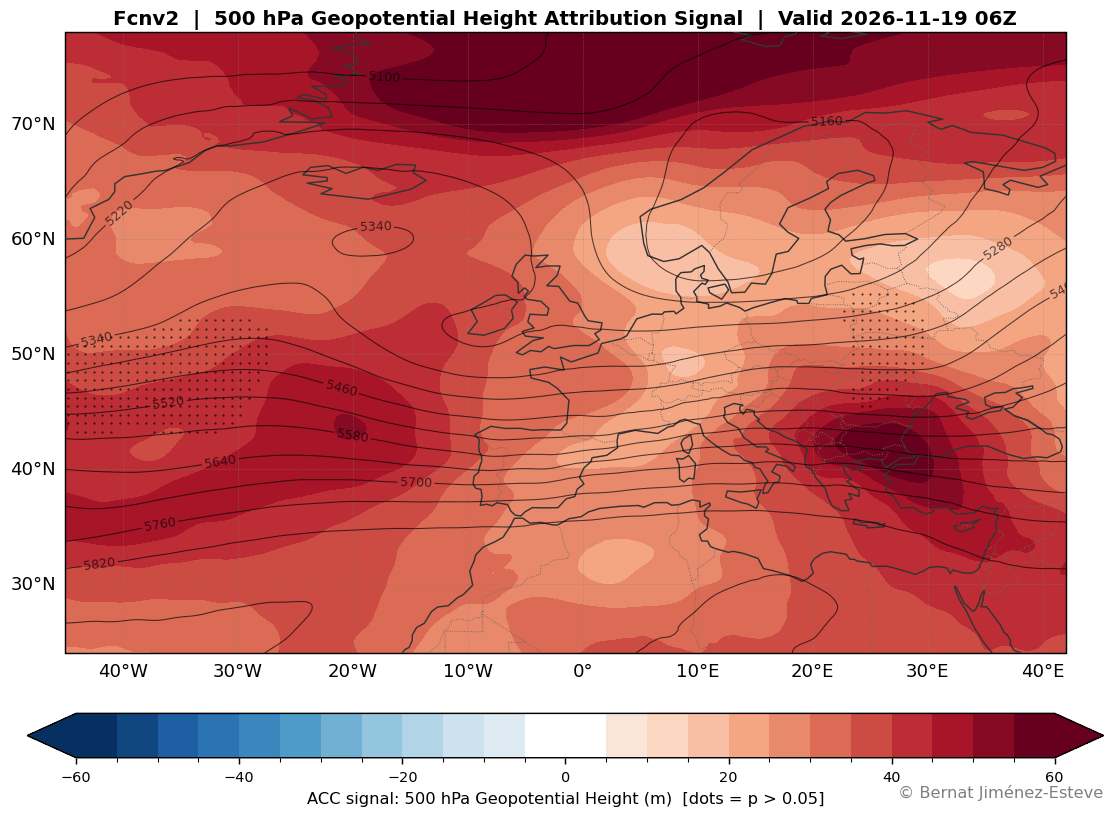 Fcnv2 | 500 hPa Geopotential Height Attribution Signal | Valid 2026-11-19 06Z
5100
70°N
5160
5220
60°N
5340
5280
5340
50°N
5460
5520
5580
5640
40°N
5700
5760
5820
30°N
40°W 30°W 20°W 10°W 0° 10°E 20°E 30°E 40°E
−60 −40 −20 0 20 40 60
ACC signal: 500 hPa Geopotential Height (m) [dots = p > 0.05]
© Bernat Jiménez-Esteve